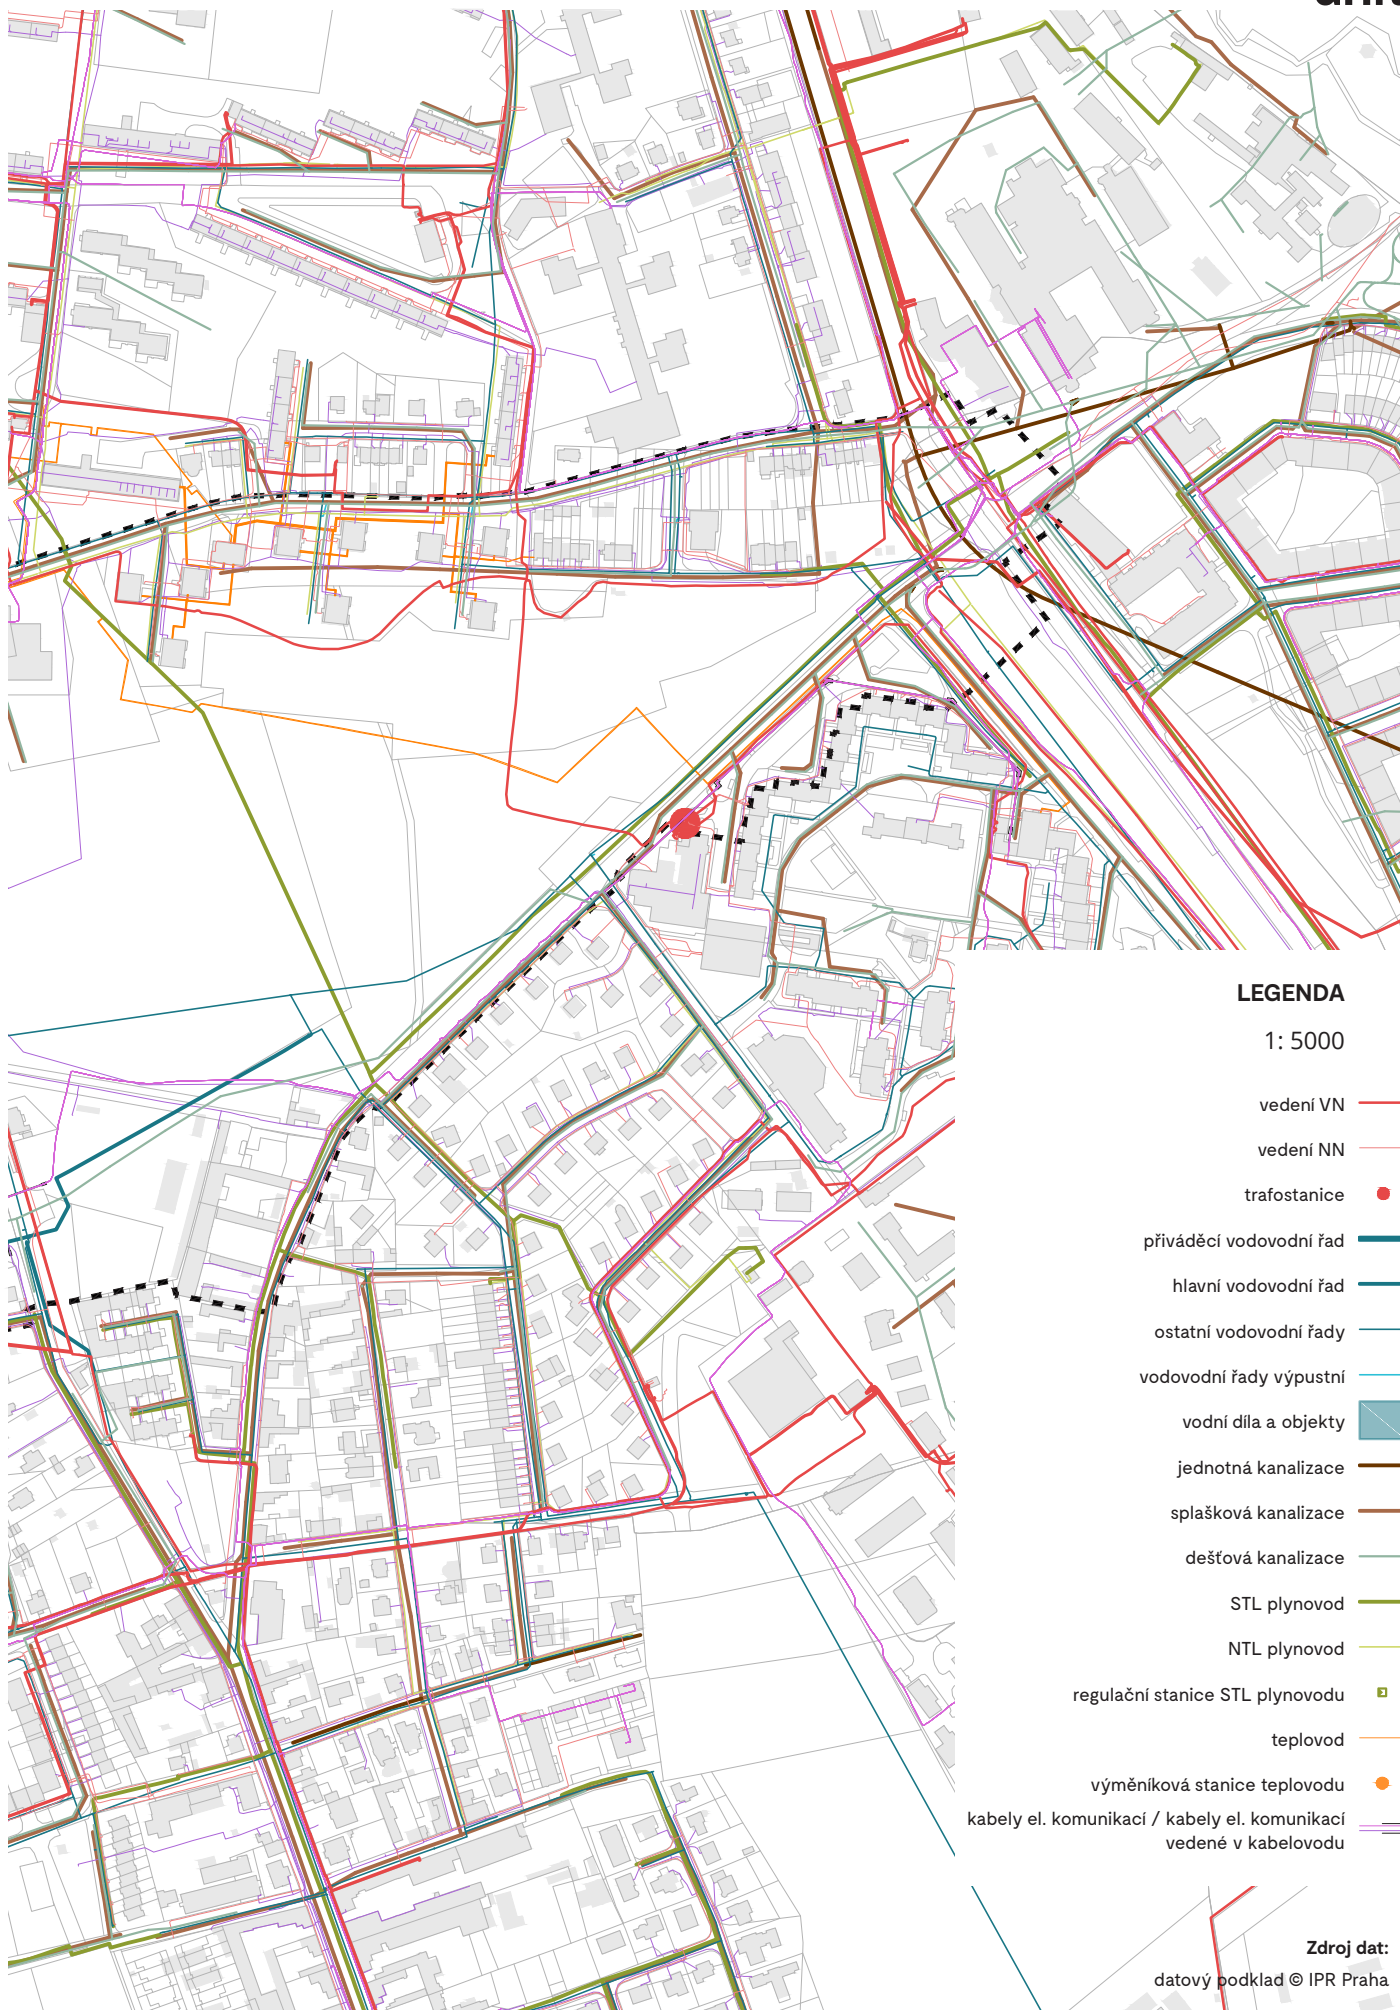 LEGENDA
1: 5000
vedení VN
vedení NN
trafostanice
přiváděcí vodovodní řad
hlavní vodovodní řad
ostatní vodovodní řady
vodovodní řady výpustní
vodní díla a objekty
jednotná kanalizace
splašková kanalizace
dešťová kanalizace
STL plynovod
NTL plynovod
regulační stanice STL plynovodu
teplovod
výměníková stanice teplovodu
kabely el. komunikací / kabely el. komunikací
vedené v kabelovodu
Zdroj dat:
datový podklad © IPR Praha